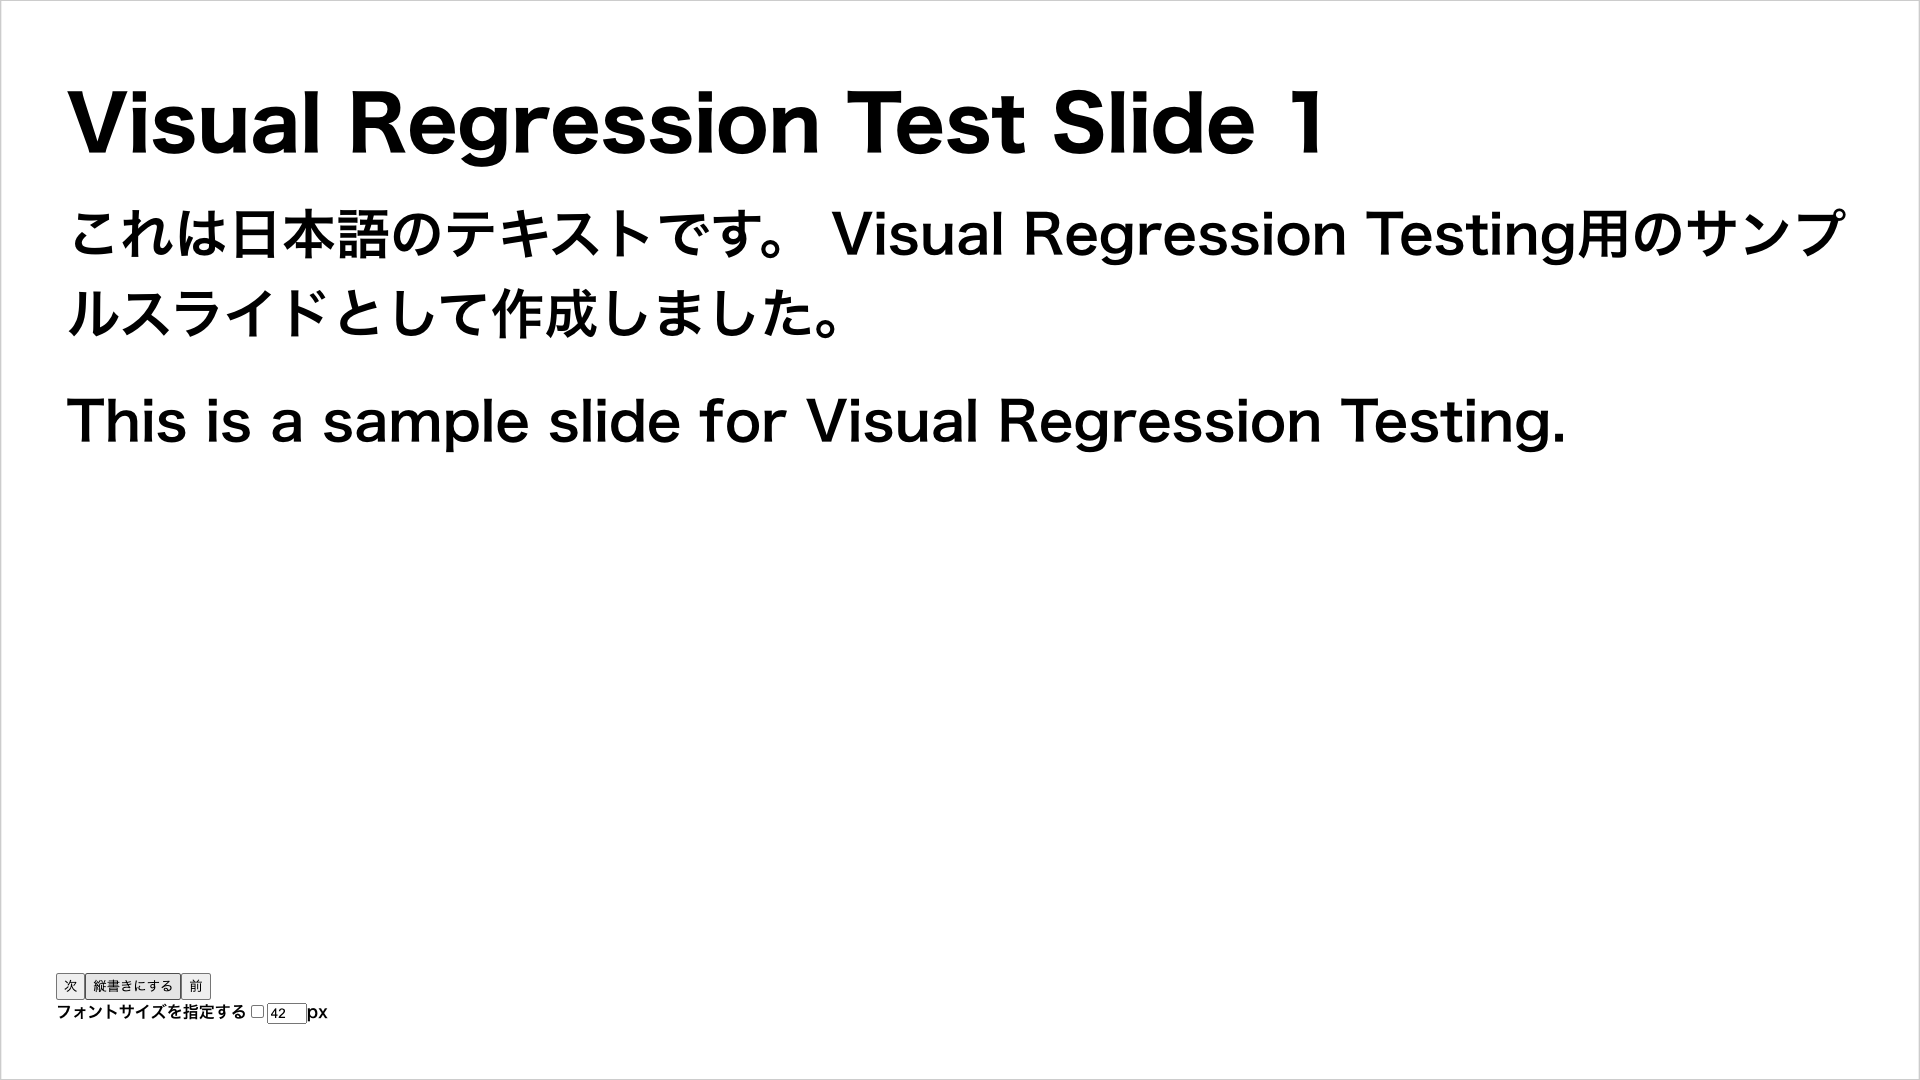 Visual Regression Test Slide 1
これは日本語のテキストです。 Visual Regression Testing用のサンプ
ルスライドとして作成しました。
This is a sample slide for Visual Regression Testing.
次 縦書きにする 前
フォントサイズを指定する 42 px